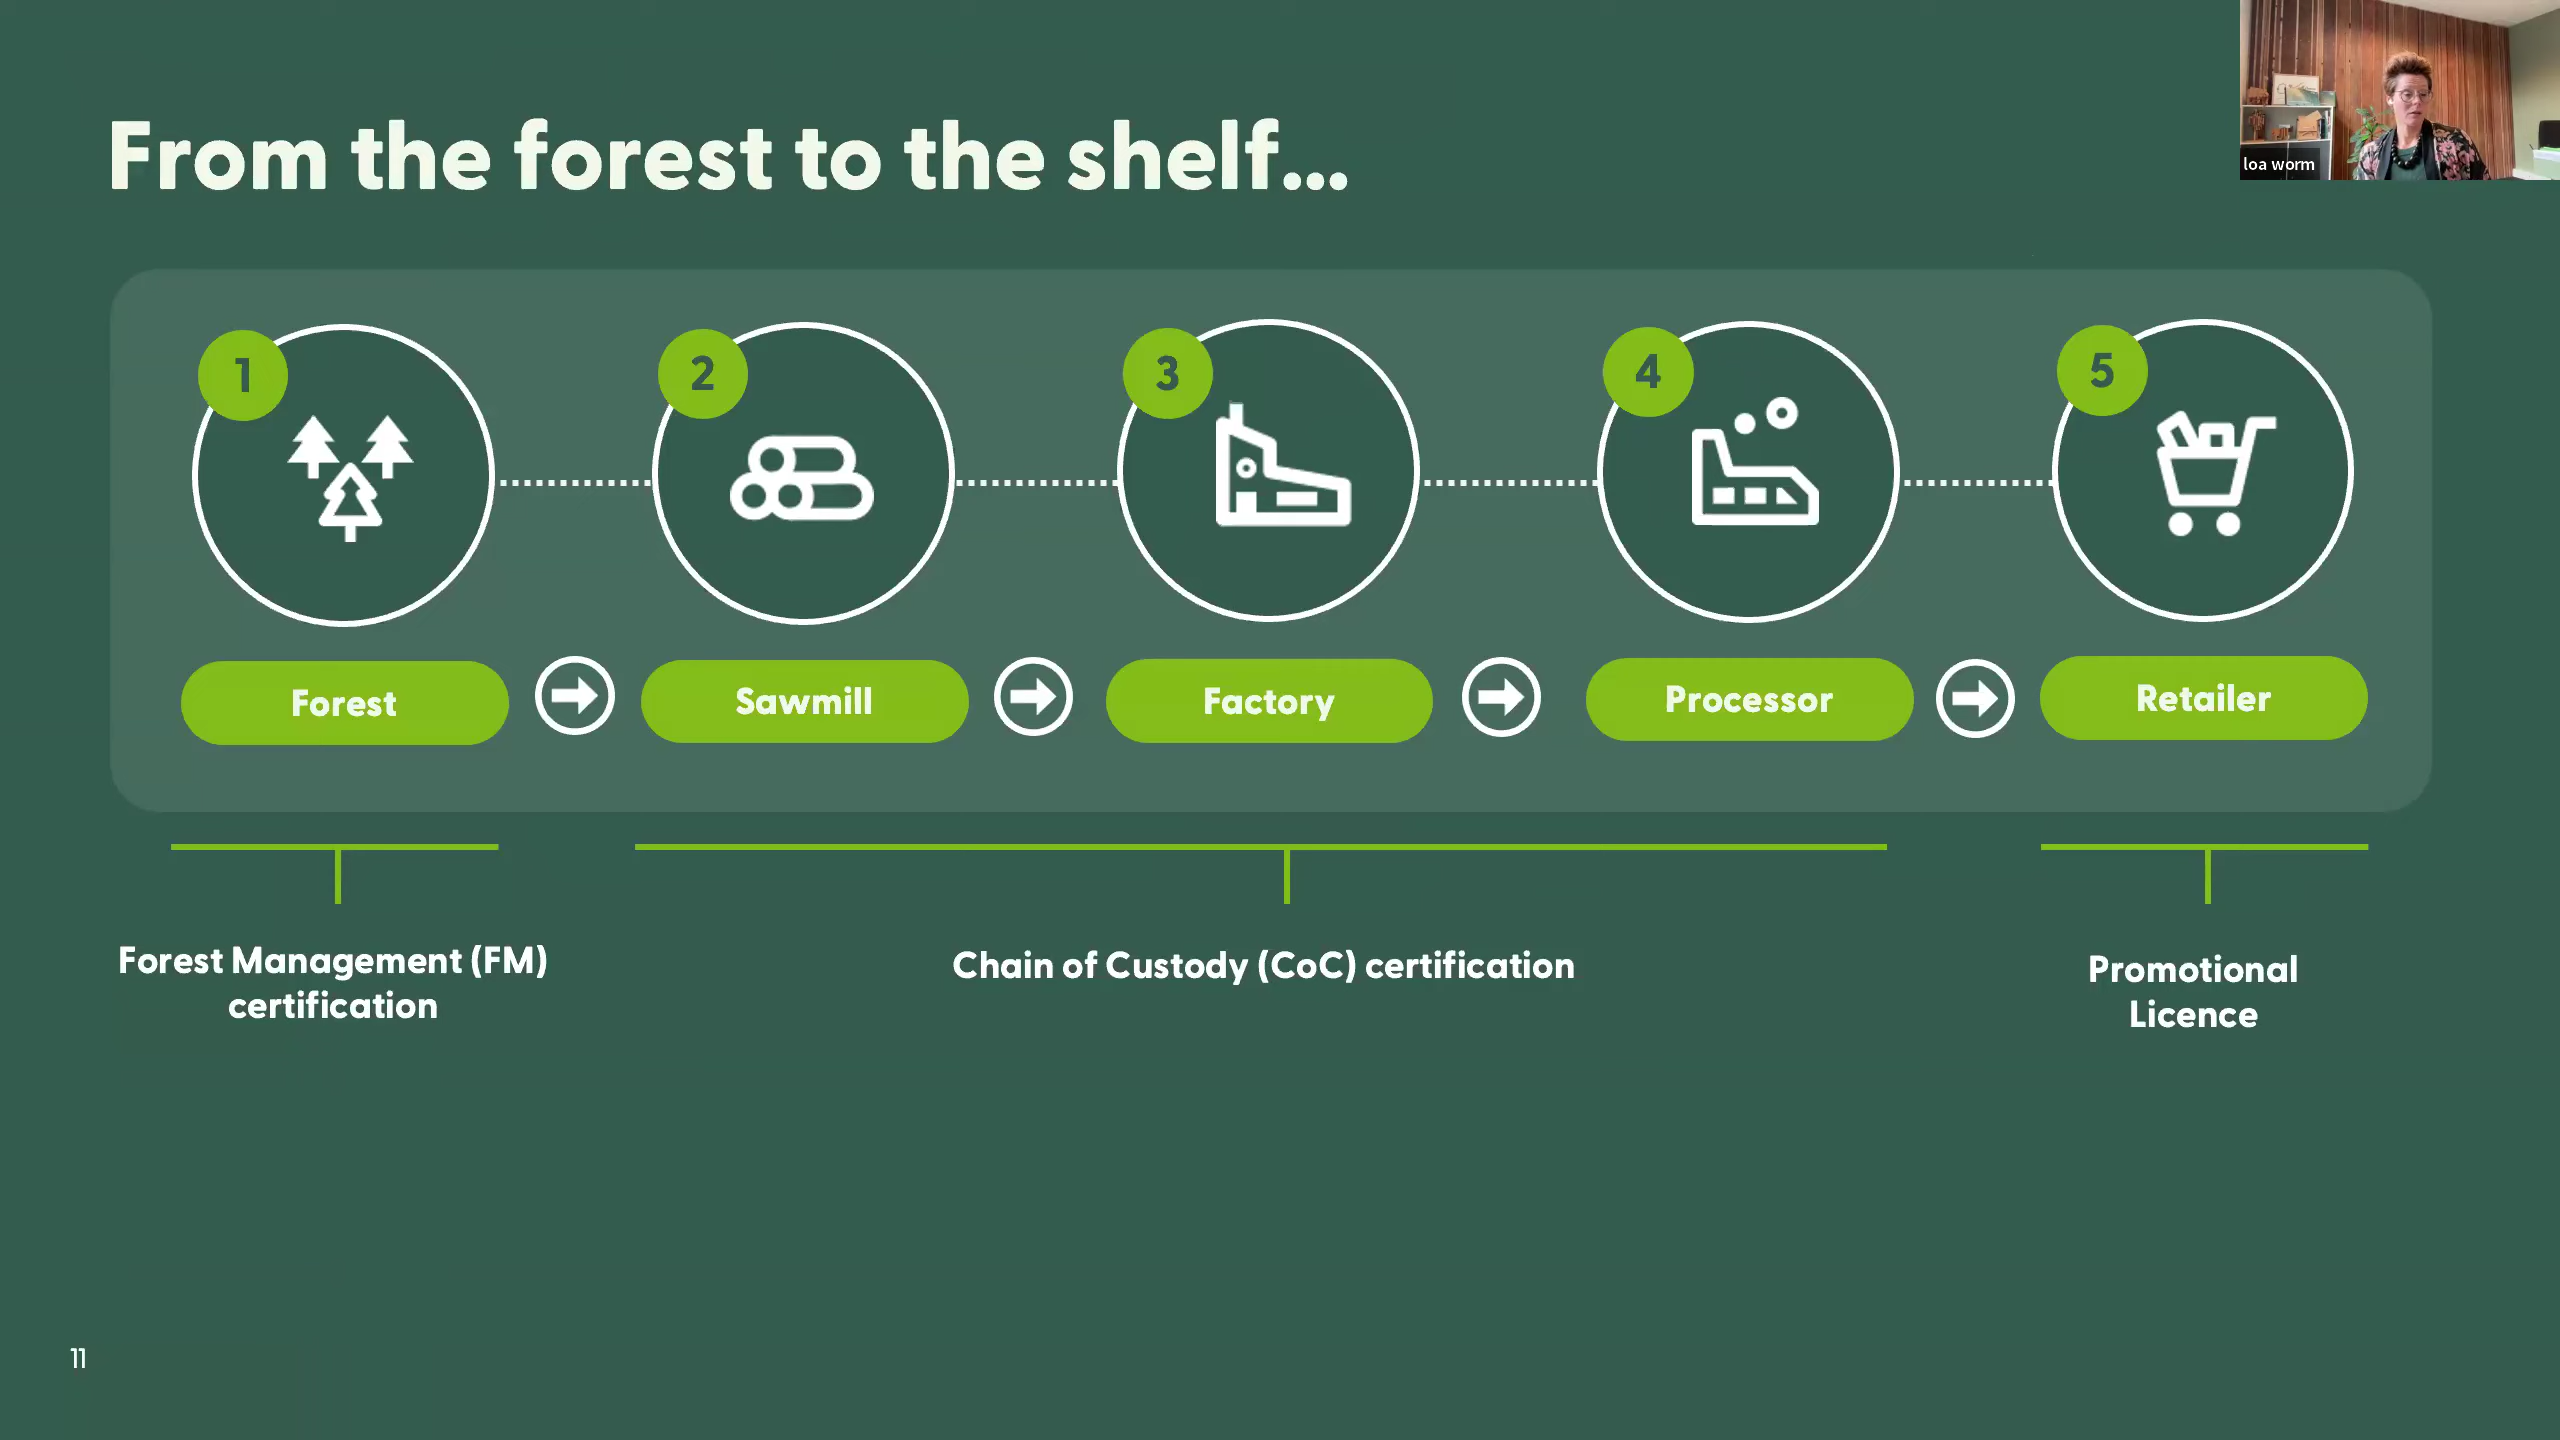 From the forest to the shelf...
loa worm
1
2
3
4
5
Forest
Sawmill
Factory
Processor
Retailer
Forest Management (FM)
certification
Chain of Custody (CoC) certification
Promotional
Licence
11